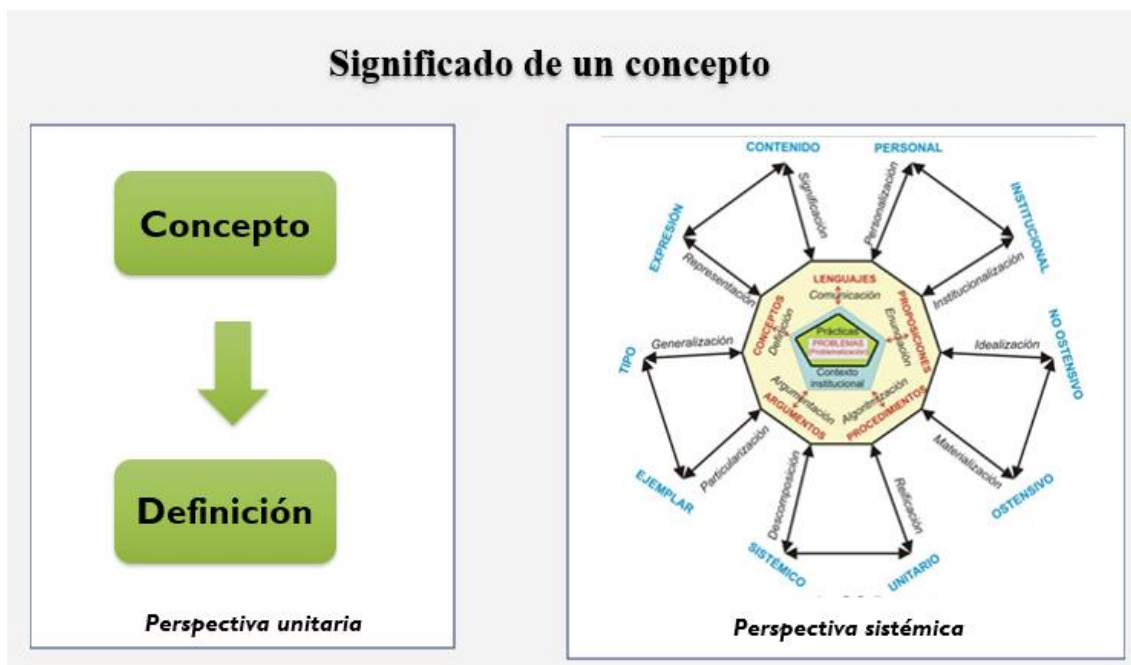 Significado de un concepto
Concepto
Definición
Perspectiva unitaria
CONTENIDO
PERSONAL
EXPRESIÓN
Significación
Personalización
INSTITUCIONAL
Representación
Institucionalización
LENGUAJES
Comunicación
CONCEPTOS
Definición
PROPOSICIONES
Enunciación
Prácticas
PROBLEMAS
(Problematización)
Contexto
institucional
TIPO
Generalización
Idealización
NO OSTENSIVO
Argumentación
ARGUMENTOS
Algoritmización
PROCEDIMIENTOS
EJEMPLAR
Particularización
Materialización
OSTENSIVO
Descomposición
Reificación
SISTÉMICO
UNITARIO
Perspectiva sistémica